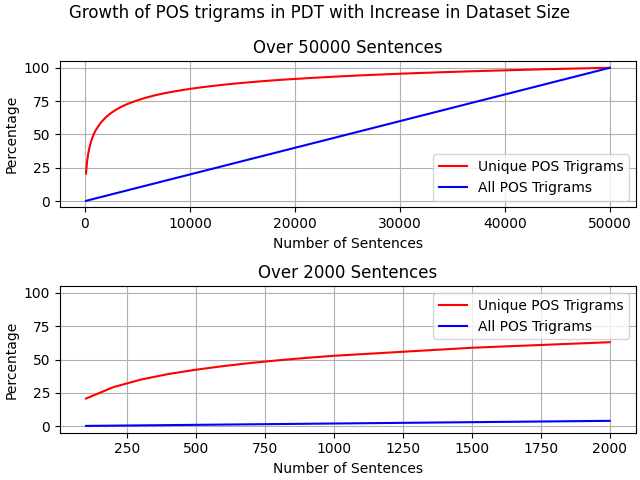 Growth of POS trigrams in PDT with Increase in Dataset Size
Over 50000 Sentences
100
75
50
25
0
Percentage
Unique POS Trigrams
All POS Trigrams
0 10000 20000 30000 40000 50000
Number of Sentences
Over 2000 Sentences
100
75
50
25
0
Percentage
Unique POS Trigrams
All POS Trigrams
250 500 750 1000 1250 1500 1750 2000
Number of Sentences